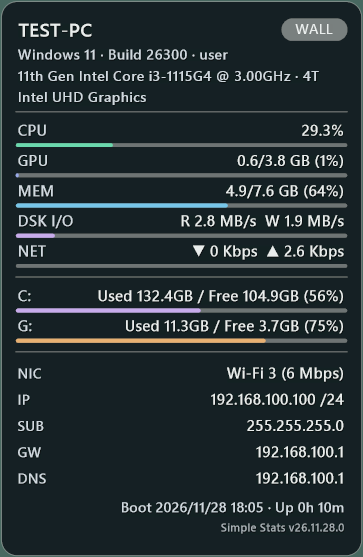 TEST-PC WALL
Windows 11 · Build 26300 · user
11th Gen Intel Core i3-1115G4 @ 3.00GHz · 4T
Intel UHD Graphics
CPU 29.3%
GPU 0.6/3.8 GB (1%)
MEM 4.9/7.6 GB (64%)
DSK I/O R 2.8 MB/s W 1.9 MB/s
NET ▼ 0 Kbps ▲ 2.6 Kbps
C: Used 132.4GB / Free 104.9GB (56%)
G: Used 11.3GB / Free 3.7GB (75%)
NIC Wi-Fi 3 (6 Mbps)
IP 192.168.100.100 /24
SUB 255.255.255.0
GW 192.168.100.1
DNS 192.168.100.1
Boot 2026/11/28 18:05 · Up 0h 10m
Simple Stats v26.11.28.0